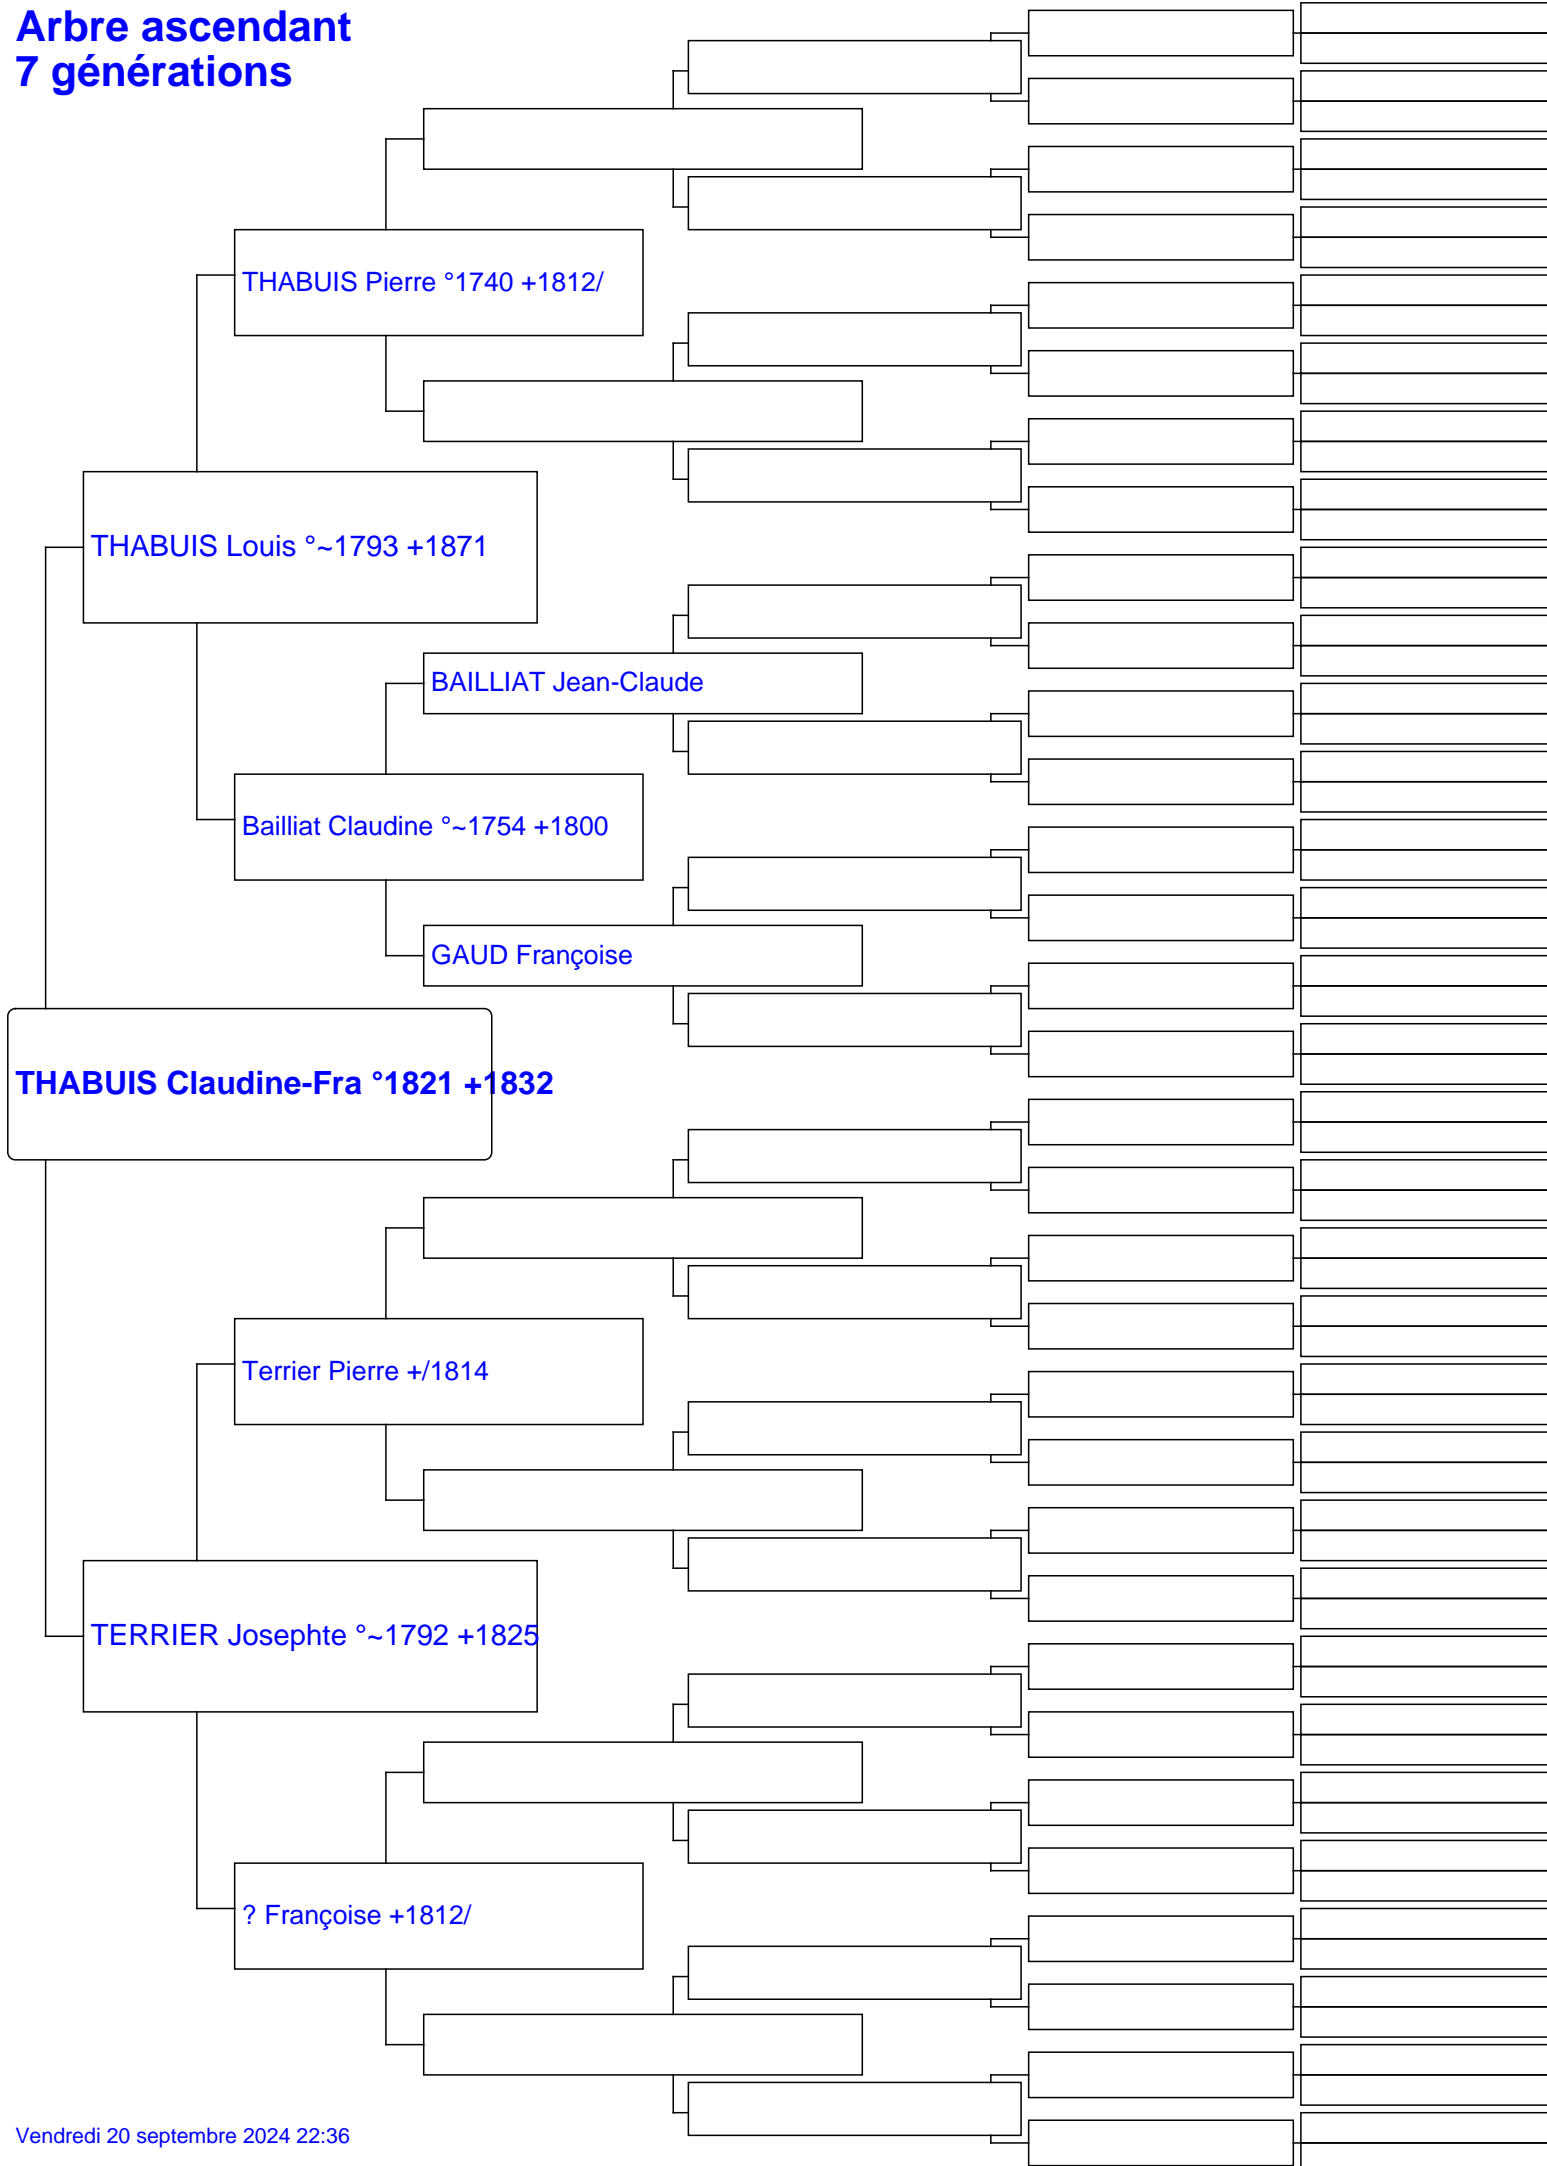 Arbre ascendant
7 générations
THABUIS Pierre °1740 +1812/
THABUIS Louis °~1793 +1871
BAILLIAT Jean-Claude
Bailliat Claudine °~1754 +1800
GAUD Françoise
THABUIS Claudine-Fra °1821 +1832
Terrier Pierre +/1814
TERRIER Josephte °~1792 +1825
? Françoise +1812/
Vendredi 20 septembre 2024 22:36